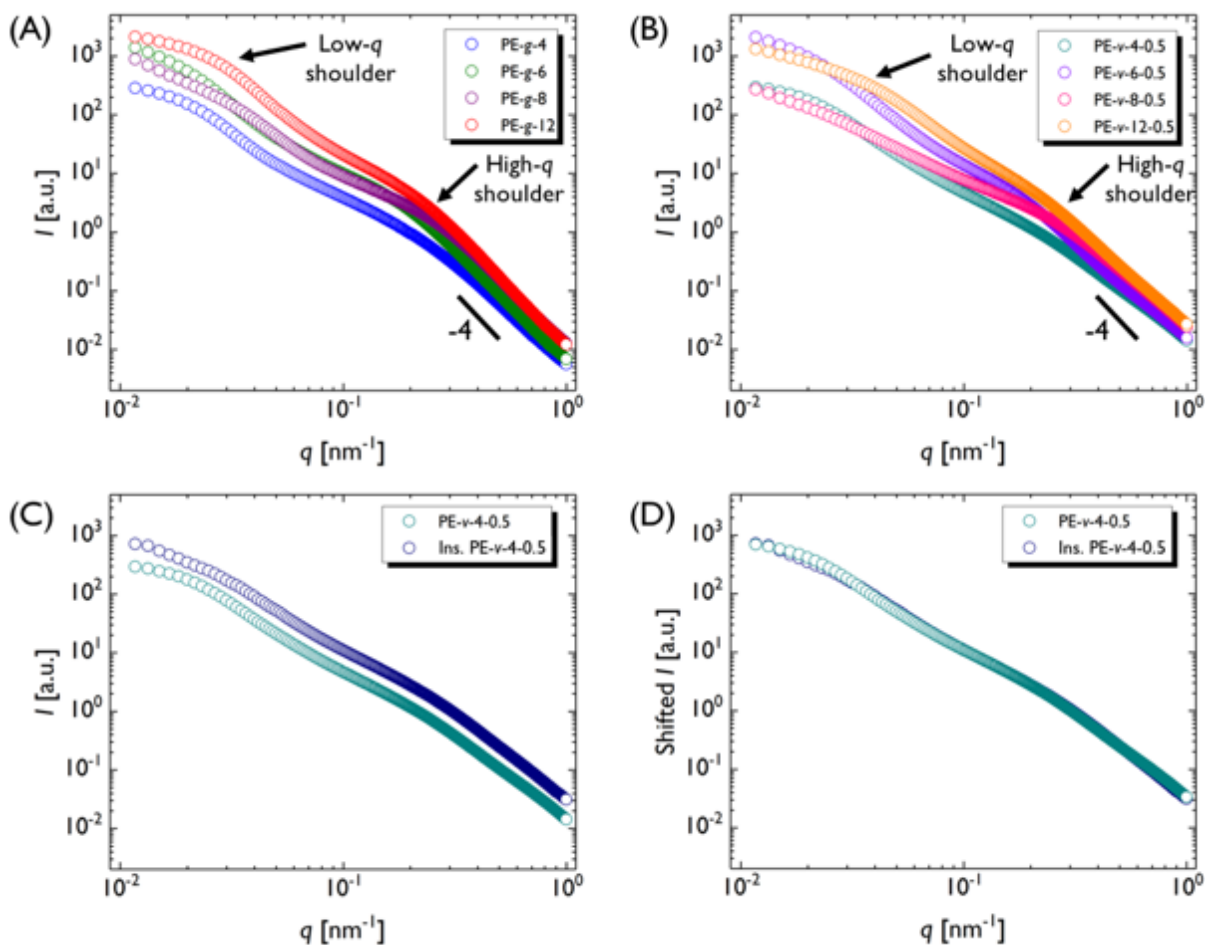 (A)
I [a.u.]
10³
10²
10¹
10⁰
10⁻¹
10⁻²
Low-q
shoulder
PE-g-4
PE-g-6
PE-g-8
PE-g-12
High-q
shoulder
-4
10⁻²
10⁻¹
10⁰
q [nm⁻¹]
(B)
I [a.u.]
10³
10²
10¹
10⁰
10⁻¹
10⁻²
Low-q
shoulder
PE-v-4-0.5
PE-v-6-0.5
PE-v-8-0.5
PE-v-12-0.5
High-q
shoulder
-4
10⁻²
10⁻¹
10⁰
q [nm⁻¹]
(C)
I [a.u.]
10³
10²
10¹
10⁰
10⁻¹
10⁻²
PE-v-4-0.5
Ins. PE-v-4-0.5
10⁻²
10⁻¹
10⁰
q [nm⁻¹]
(D)
Shifted I [a.u.]
10³
10²
10¹
10⁰
10⁻¹
10⁻²
PE-v-4-0.5
Ins. PE-v-4-0.5
10⁻²
10⁻¹
10⁰
q [nm⁻¹]